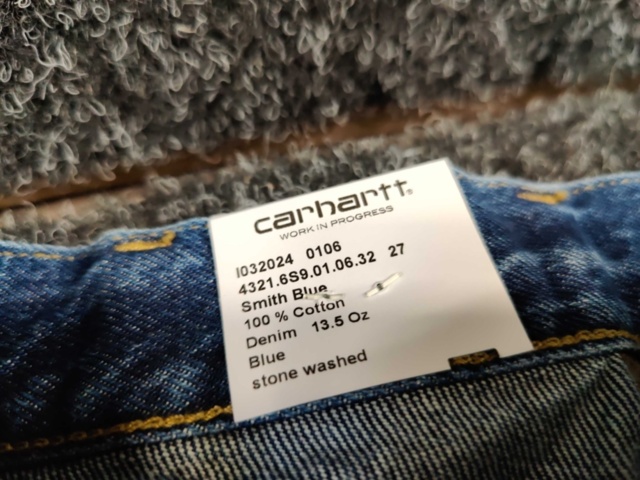 carhartt®
WORK IN PROGRESS
I032024 0106
4321.6S9.01.06.32 27
Smith Blue
100 % Cotton
Denim 13.5 Oz
Blue
stone washed